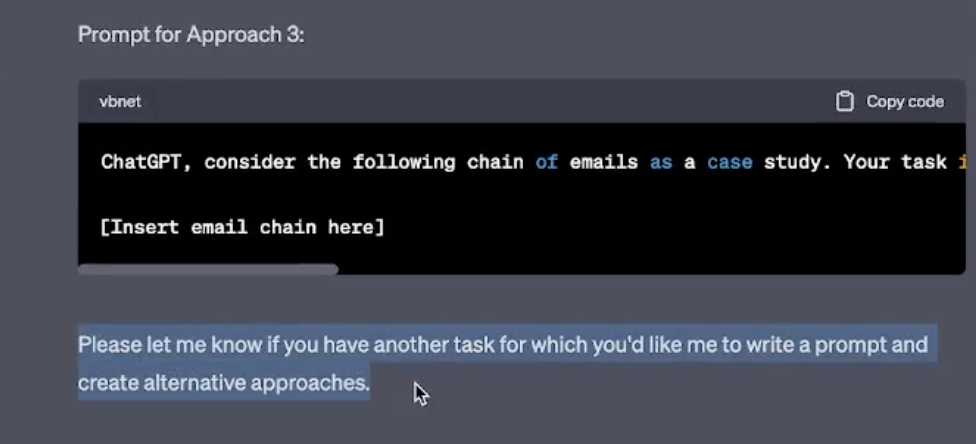 Prompt for Approach 3:
vbnet
Copy code
ChatGPT, consider the following chain of emails as a case study. Your task
[Insert email chain here]
Please let me know if you have another task for which you'd like me to write a prompt and
create alternative approaches.